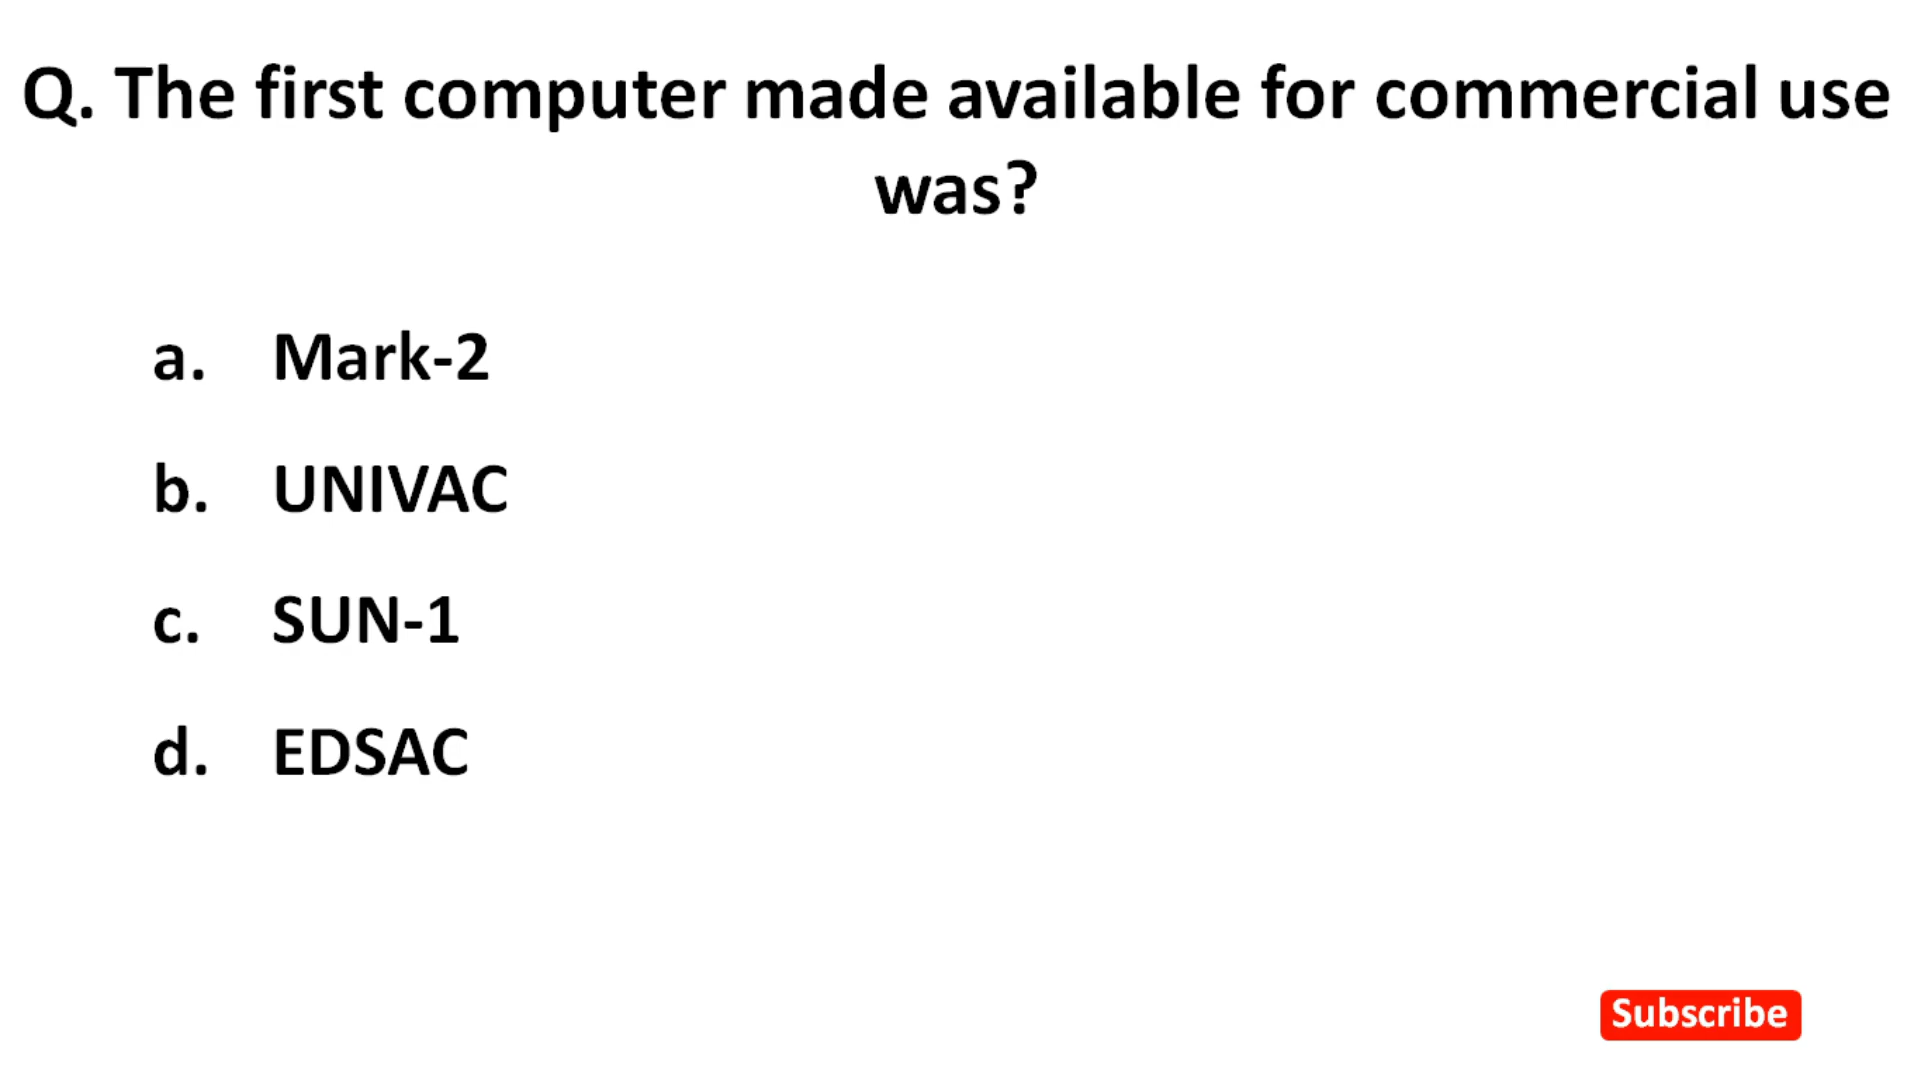 Q. The first computer made available for commercial use
was?
a. Mark-2
b. UNIVAC
c. SUN-1
d. EDSAC
Subscribe